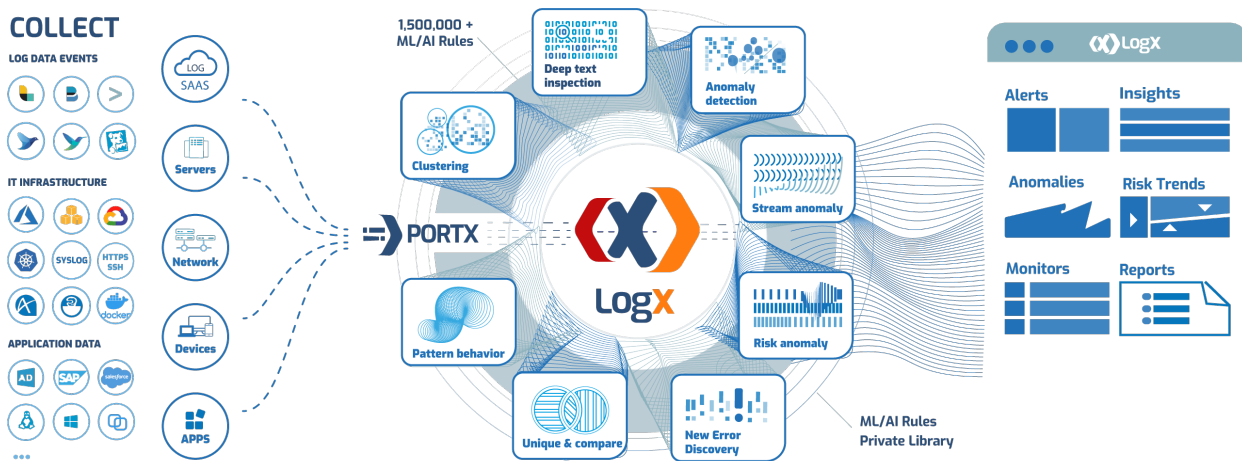 COLLECT
LOG DATA EVENTS
IT INFRASTRUCTURE
SYSLOG
HTTPS
SSH
docker
APPLICATION DATA
AD
SAP
salesforce
LOG
SAAS
Servers
Network
Devices
APPS
PORTX
1,500,000 +
ML/AI Rules
Deep text
inspection
Anomaly
detection
Clustering
Stream anomaly
LogX
Pattern behavior
Risk anomaly
Unique & compare
New Error
Discovery
ML/AI Rules
Private Library
LogX
Alerts
Insights
Anomalies
Risk Trends
Monitors
Reports